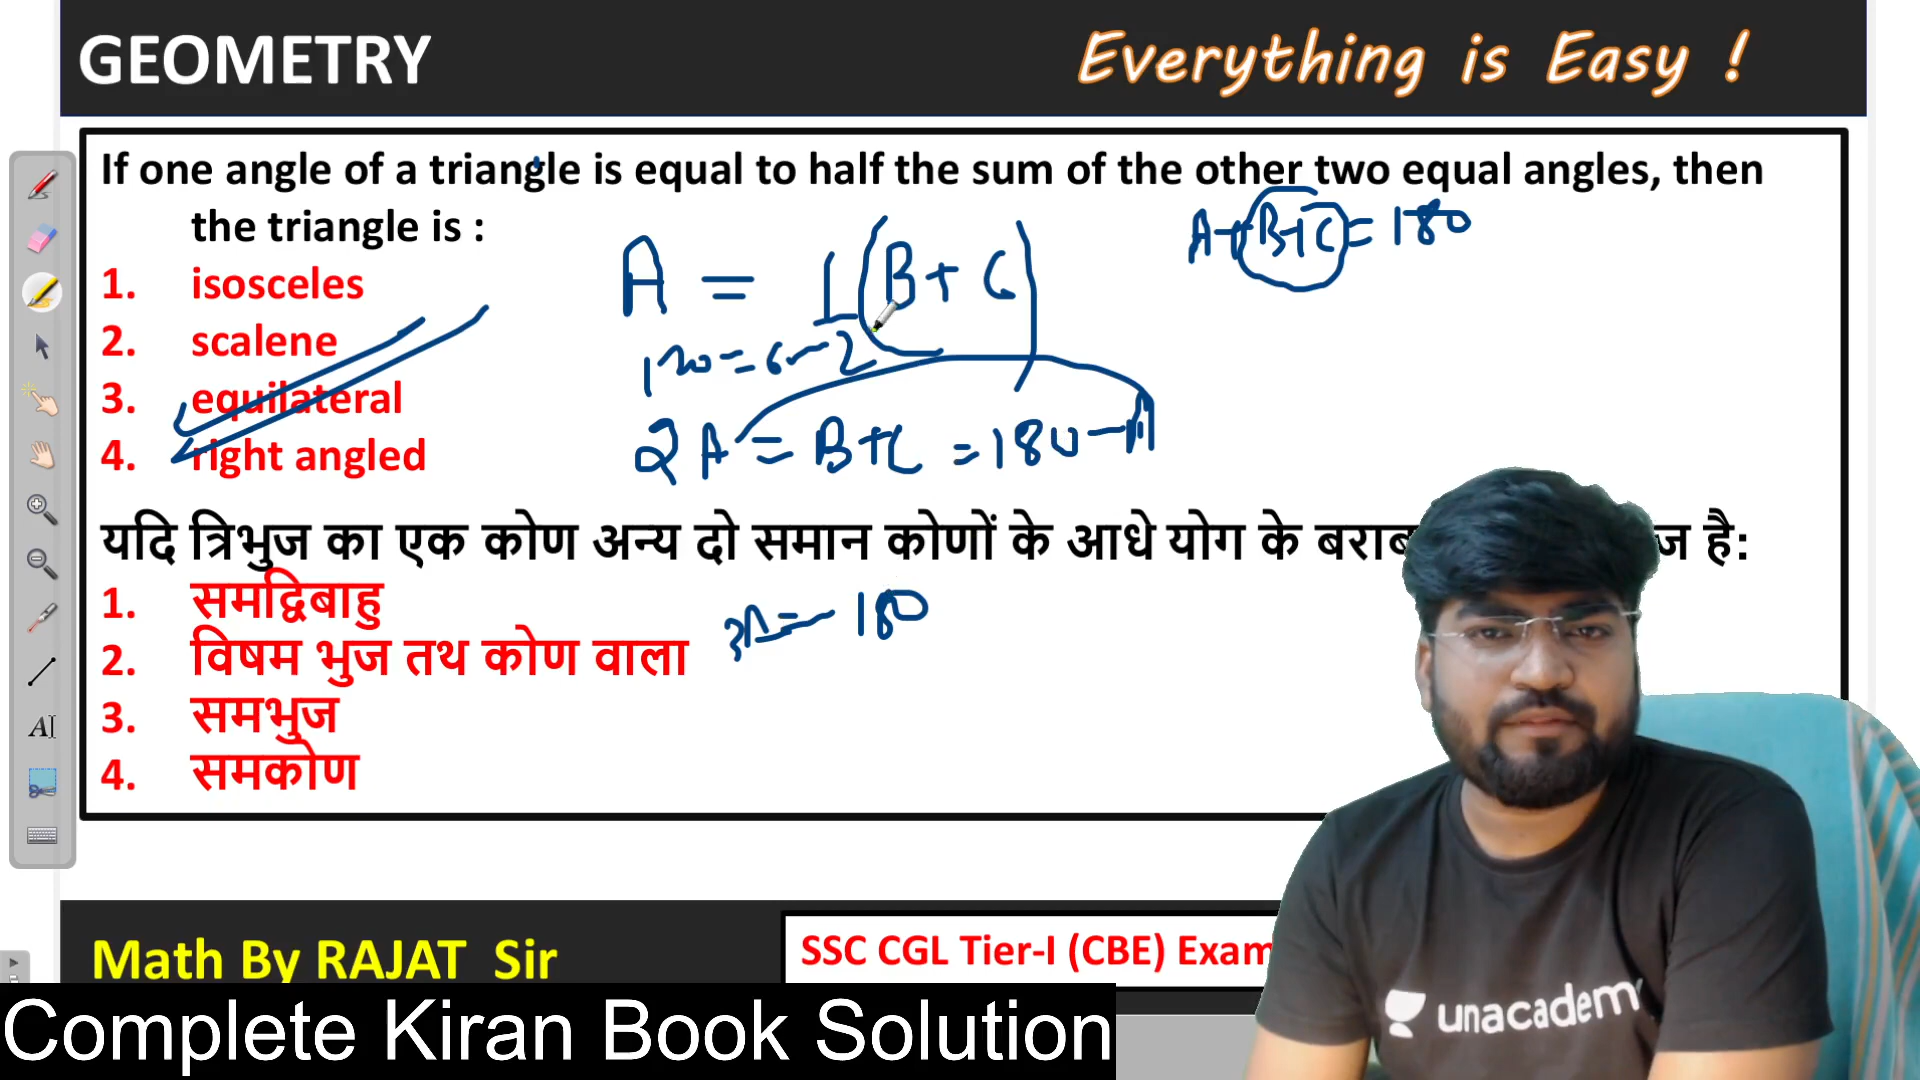 GEOMETRY
Everything is Easy !
If one angle of a triangle is equal to half the sum of the other two equal angles, then
the triangle is :
A+B+C=180
1. isosceles
A = 1(B+C)
2. scalene
3. equilateral
2A = B+C = 180-A
4. right angled
यदि त्रिभुज का एक कोण अन्य दो समान कोणों के आधे योग के बराब
ज है:
1. समद्विबाहु
= 180
2. विषम भुज तथ कोण वाला
3. समभुज
4. समकोण
Math By RAJAT Sir
SSC CGL Tier-I (CBE) Exam
Complete Kiran Book Solution
unacadem